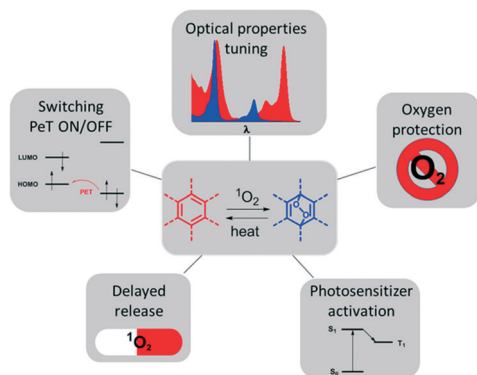 Optical properties
tuning
λ
Switching
PeT ON/OFF
LUMO
HOMO
PET
Oxygen
protection
O₂
¹O₂
heat
O
O
Delayed
release
¹O₂
Photosensitizer
activation
S₁
T₁
S₀